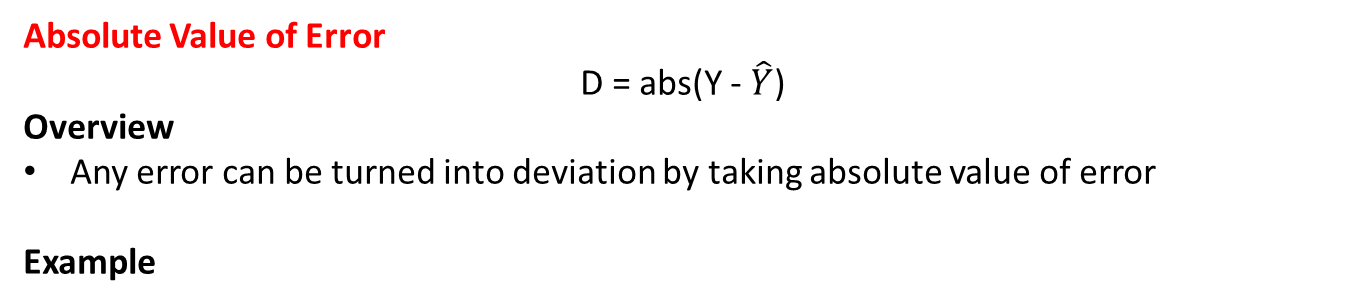 Absolute Value of Error
D = abs(Y - Ŷ)
Overview
• Any error can be turned into deviation by taking absolute value of error
Example